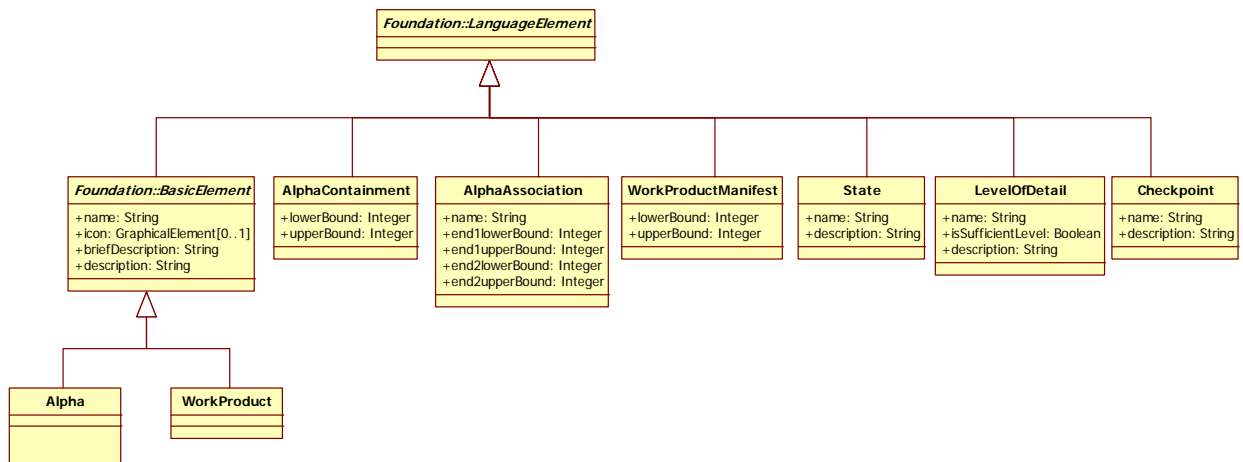 Foundation::LanguageElement
Foundation::BasicElement
+name: String
+icon: GraphicalElement[0..1]
+briefDescription: String
+description: String
AlphaContainment
+lowerBound: Integer
+upperBound: Integer
AlphaAssociation
+name: String
+end1lowerBound: Integer
+end1upperBound: Integer
+end2lowerBound: Integer
+end2upperBound: Integer
WorkProductManifest
+lowerBound: Integer
+upperBound: Integer
State
+name: String
+description: String
LevelOfDetail
+name: String
+isSufficientLevel: Boolean
+description: String
Checkpoint
+name: String
+description: String
Alpha
WorkProduct